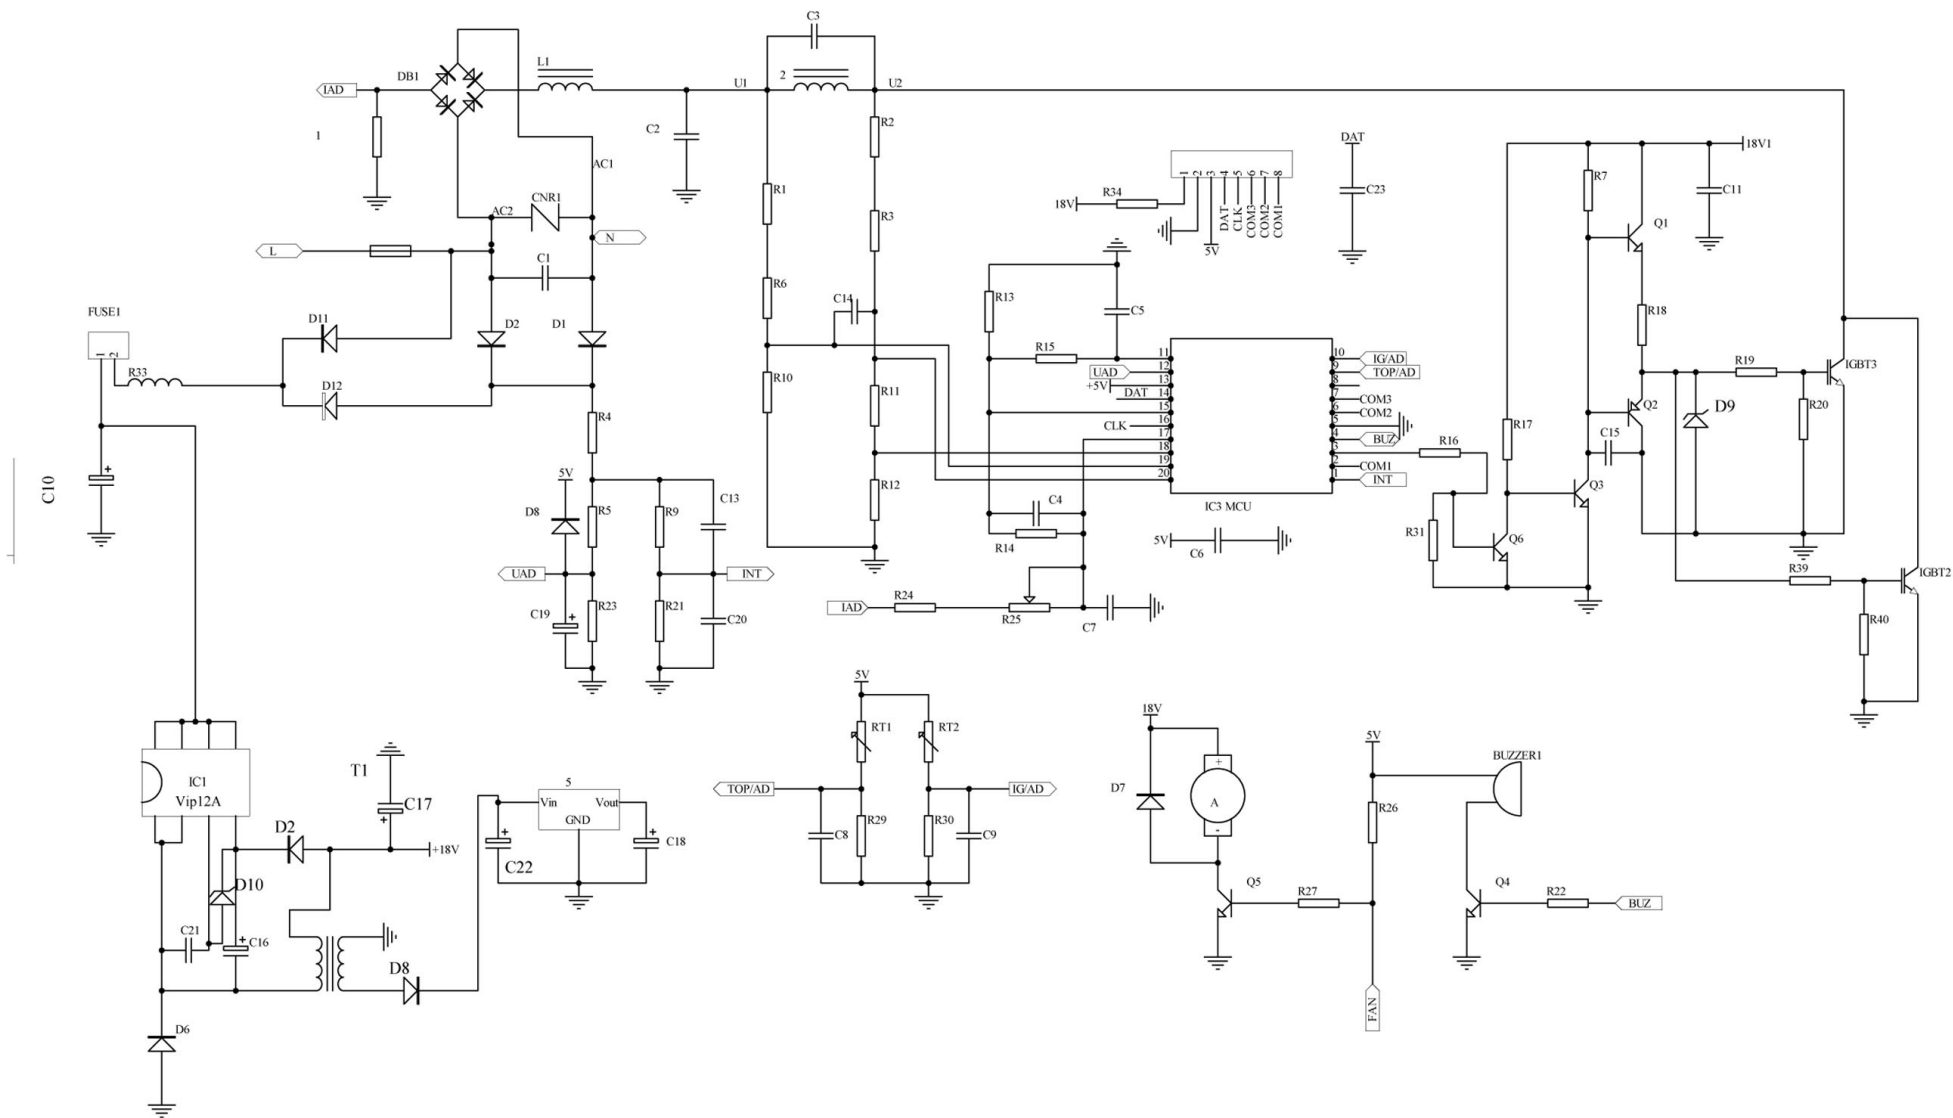 C3
L1
DB1
2
IAD
U1
U2
1
C2
R2
DAT
18V1
AC1
R1
R34
1 2 3 4 5 6 7 8
C23
R7
C11
CNR1
18V
DAT
CLK
COM3
COM2
COM1
AC2
R3
Q1
L
N
5V
C1
R6
R13
C14
C5
FUSE1
D11
D2
D1
R18
R15
11
10
IG/AD
R19
IGBT3
1 2
UAD
12
9
TOP/AD
R33
+5V
13
8
D12
R10
DAT
14
7
COM3
R11
15
6
COM2
Q2
D9
R20
R4
CLK
16
5
R17
17
4
BUZ
C15
18
3
R16
5V
19
2
COM1
C10
R12
20
1
INT
Q3
C13
C4
IC3 MCU
D8
R5
R9
R31
R14
5V
C6
Q6
UAD
INT
R39
IGBT2
C19
R23
R21
C20
IAD
R24
R25
C7
R40
5V
18V
RT1
RT2
5V
BUZZER1
T1
IC1
Vip12A
5
D7
+
A
-
TOP/AD
IG/AD
C17
+
Vin
Vout
GND
R26
D2
+18V
+
C22
+
C18
C8
R29
R30
C9
D10
Q5
R27
Q4
R22
BUZ
C21
+
C16
D8
FAN
D6